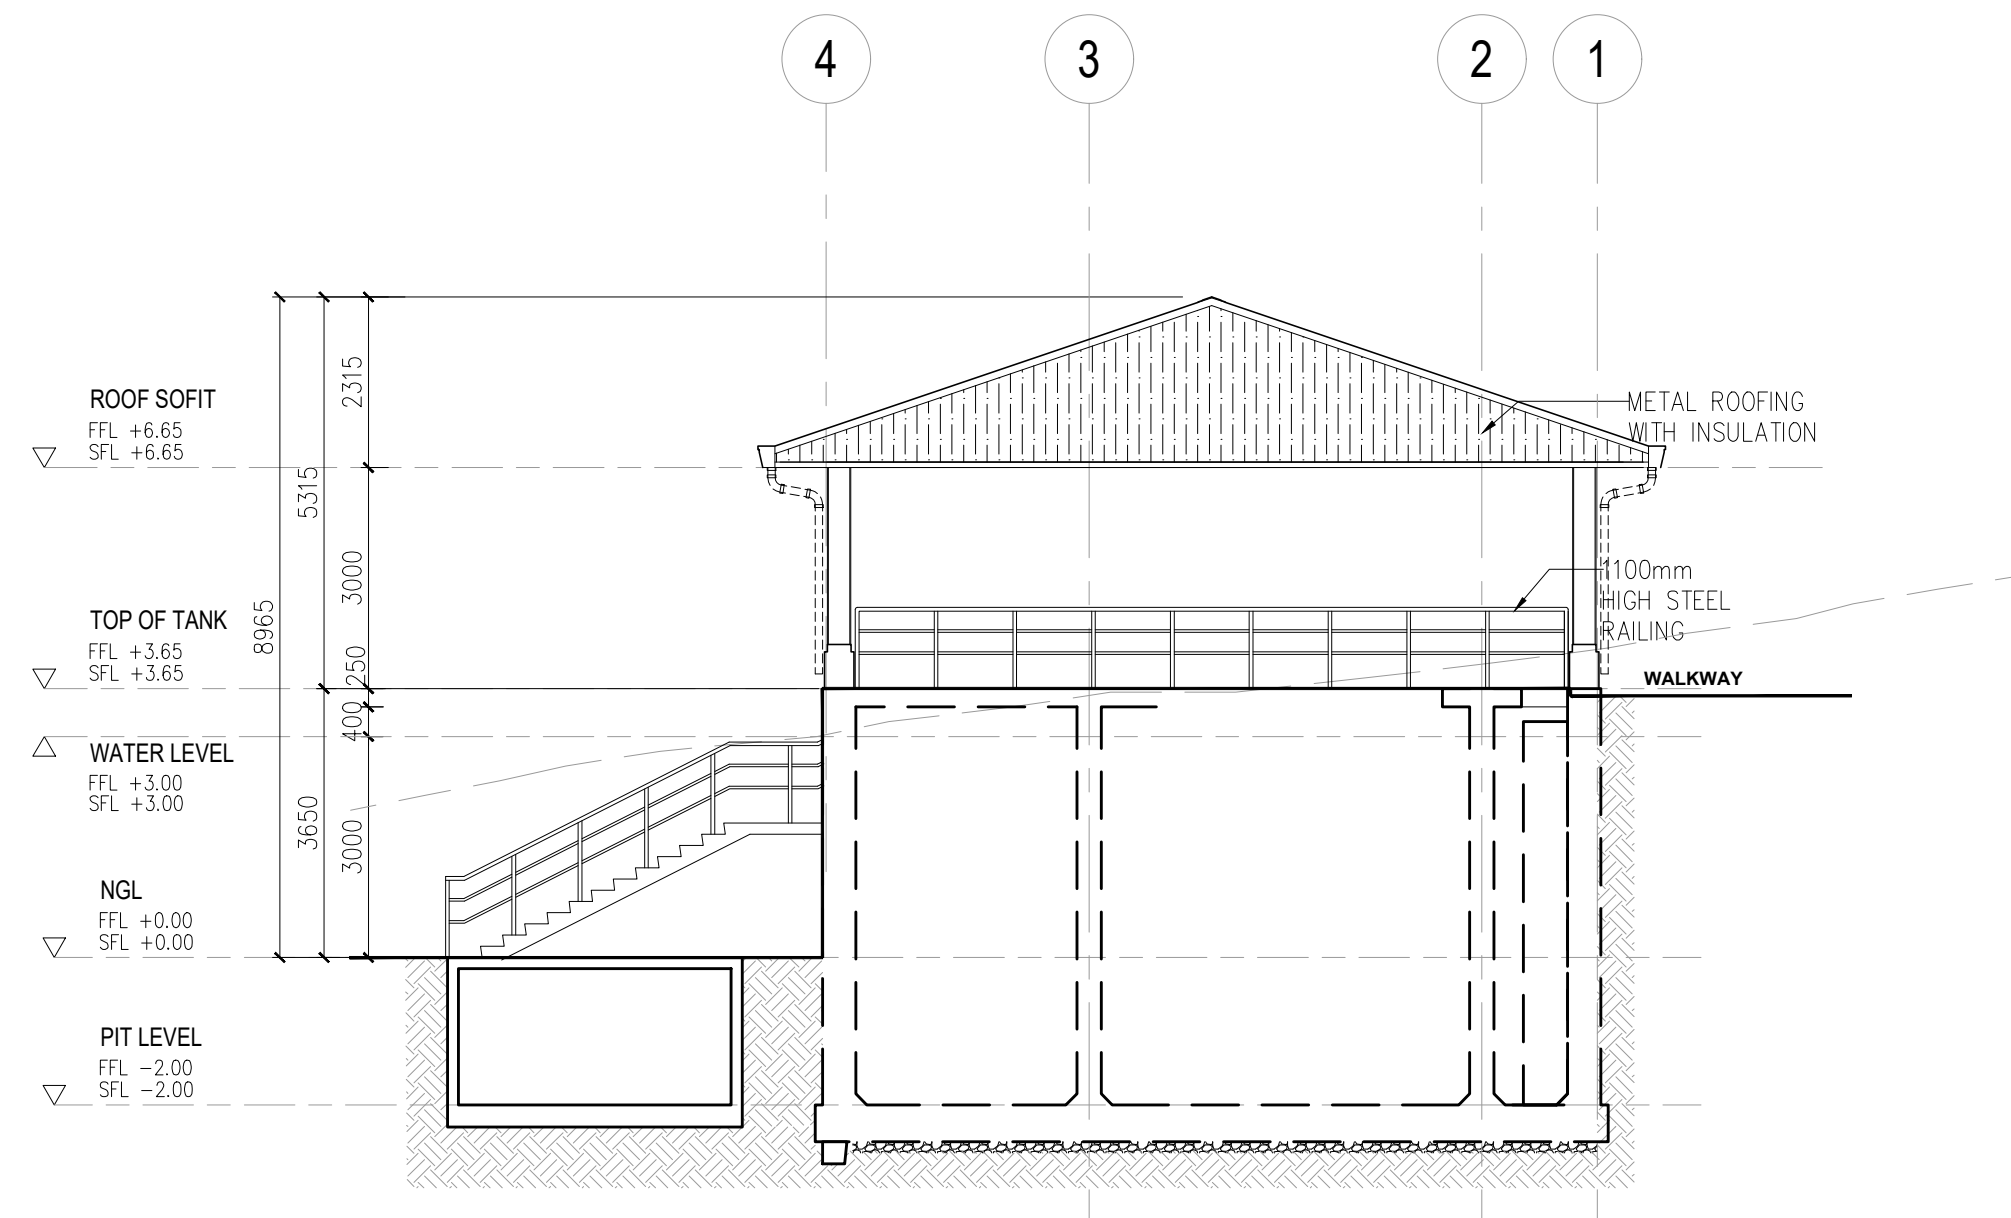 4
3
2
1
ROOF SOFIT
FFL +6.65
SFL +6.65
TOP OF TANK
FFL +3.65
SFL +3.65
WATER LEVEL
FFL +3.00
SFL +3.00
NGL
FFL +0.00
SFL +0.00
PIT LEVEL
FFL −2.00
SFL −2.00
8965
5315
3650
2315
3000
250
400
3000
METAL ROOFING
WITH INSULATION
1100mm
HIGH STEEL
RAILING
WALKWAY